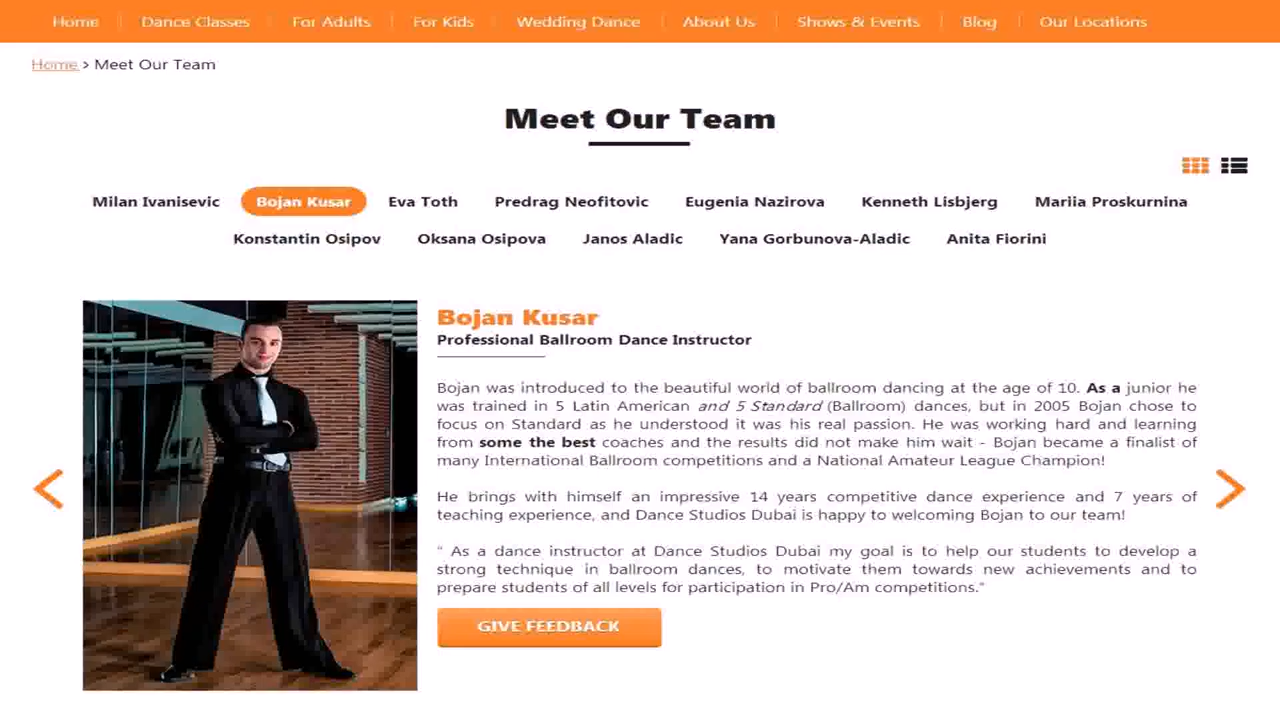 Home Dance Classes For Adults For Kids Wedding Dance About Us Shows & Events Blog Our Locations
Home > Meet Our Team
Meet Our Team
Milan Ivanisevic Bojan Kusar Eva Toth Predrag Neofitovic Eugenia Nazirova Kenneth Lisbjerg Mariia Proskurnina
Konstantin Osipov Oksana Osipova Janos Aladic Yana Gorbunova-Aladic Anita Fiorini
Bojan Kusar
Professional Ballroom Dance Instructor
Bojan was introduced to the beautiful world of ballroom dancing at the age of 10. As a junior he
was trained in 5 Latin American and 5 Standard (Ballroom) dances, but in 2005 Bojan chose to
focus on Standard as he understood it was his real passion. He was working hard and learning
from some the best coaches and the results did not make him wait - Bojan became a finalist of
many International Ballroom competitions and a National Amateur League Champion!
He brings with himself an impressive 14 years competitive dance experience and 7 years of
teaching experience, and Dance Studios Dubai is happy to welcoming Bojan to our team!
" As a dance instructor at Dance Studios Dubai my goal is to help our students to develop a
strong technique in ballroom dances, to motivate them towards new achievements and to
prepare students of all levels for participation in Pro/Am competitions."
GIVE FEEDBACK